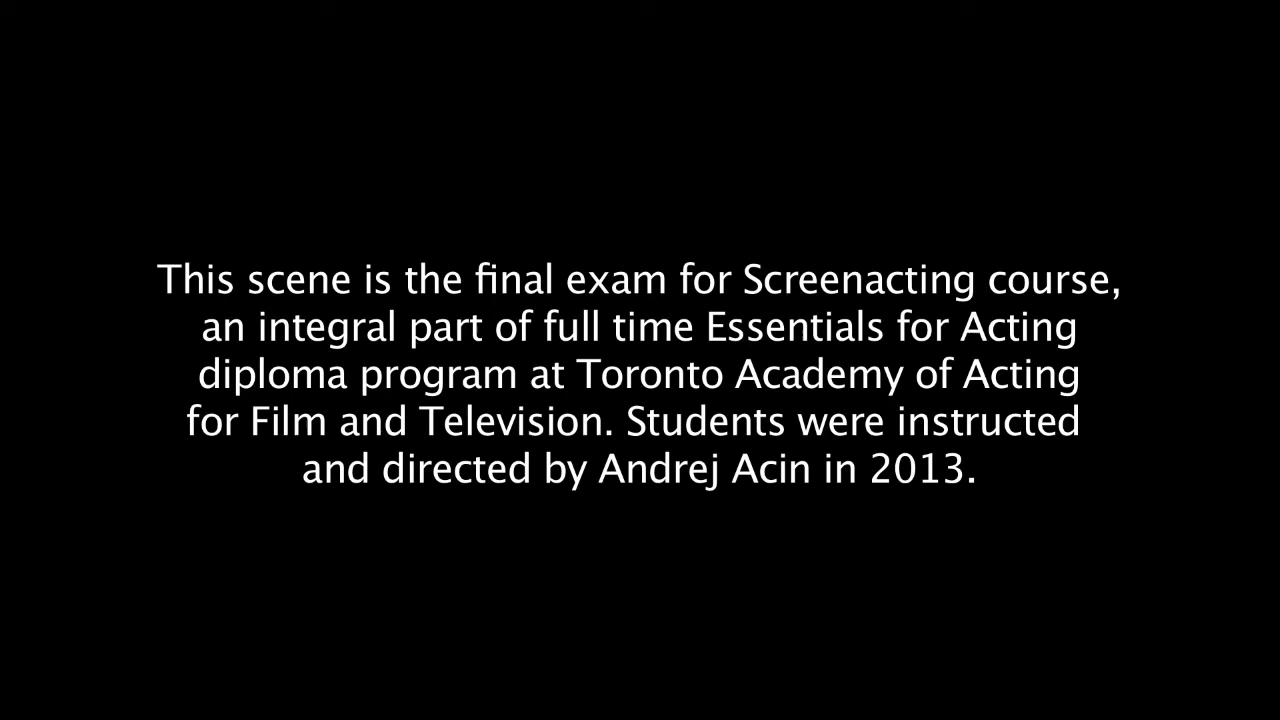 This scene is the final exam for Screenacting course,
an integral part of full time Essentials for Acting
diploma program at Toronto Academy of Acting
for Film and Television. Students were instructed
and directed by Andrej Acin in 2013.